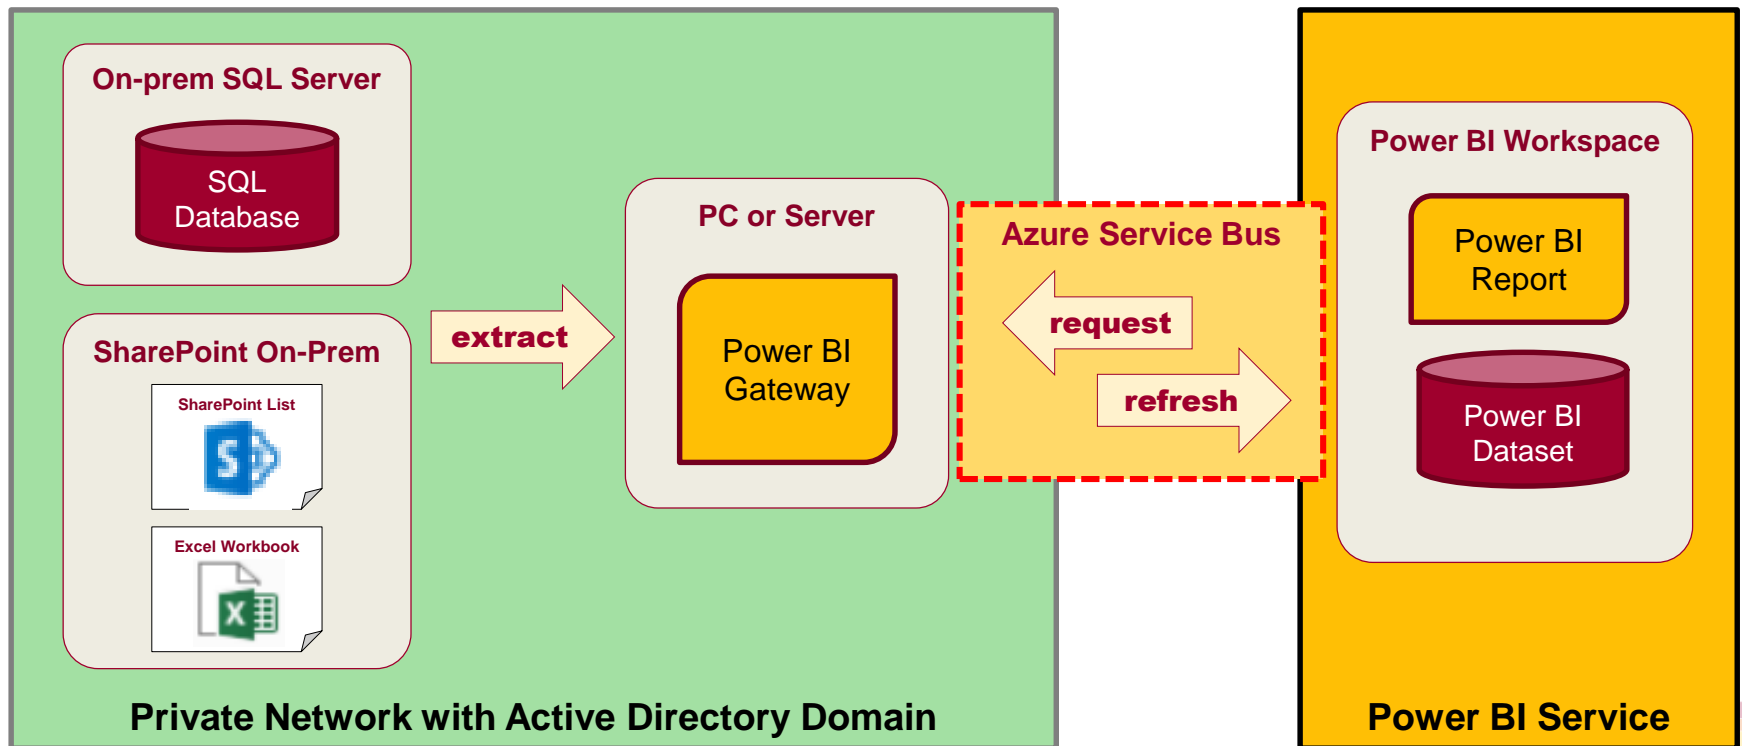 On-prem SQL Server
SQL
Database
SharePoint On-Prem
SharePoint List
S
Excel Workbook
X
extract
PC or Server
Power BI
Gateway
Azure Service Bus
request
refresh
Power BI Workspace
Power BI
Report
Power BI
Dataset
Private Network with Active Directory Domain
Power BI Service